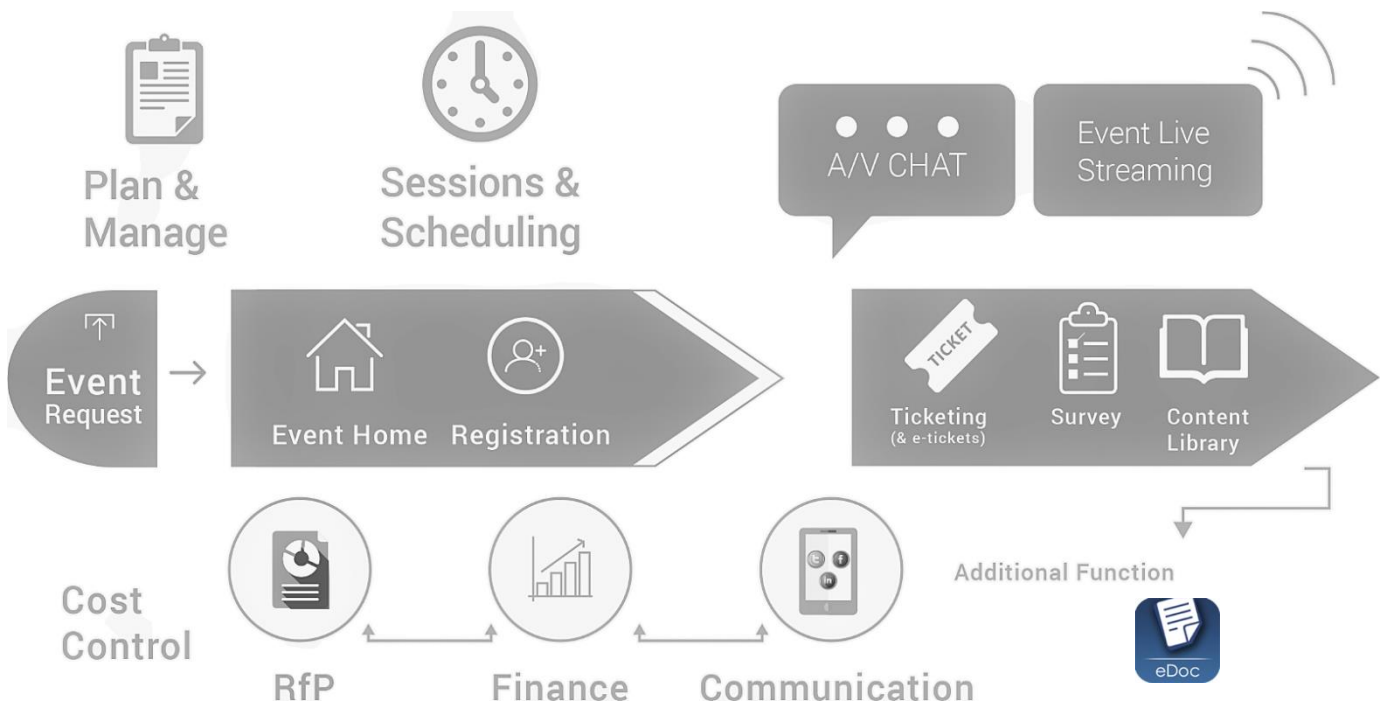 Plan &
Manage
Sessions &
Scheduling
A/V CHAT
Event Live
Streaming
Event
Request
Event Home
Registration
TICKET
Ticketing
(& e-tickets)
Survey
Content
Library
Cost
Control
RfP
Finance
Communication
t
f
in
Additional Function
eDoc